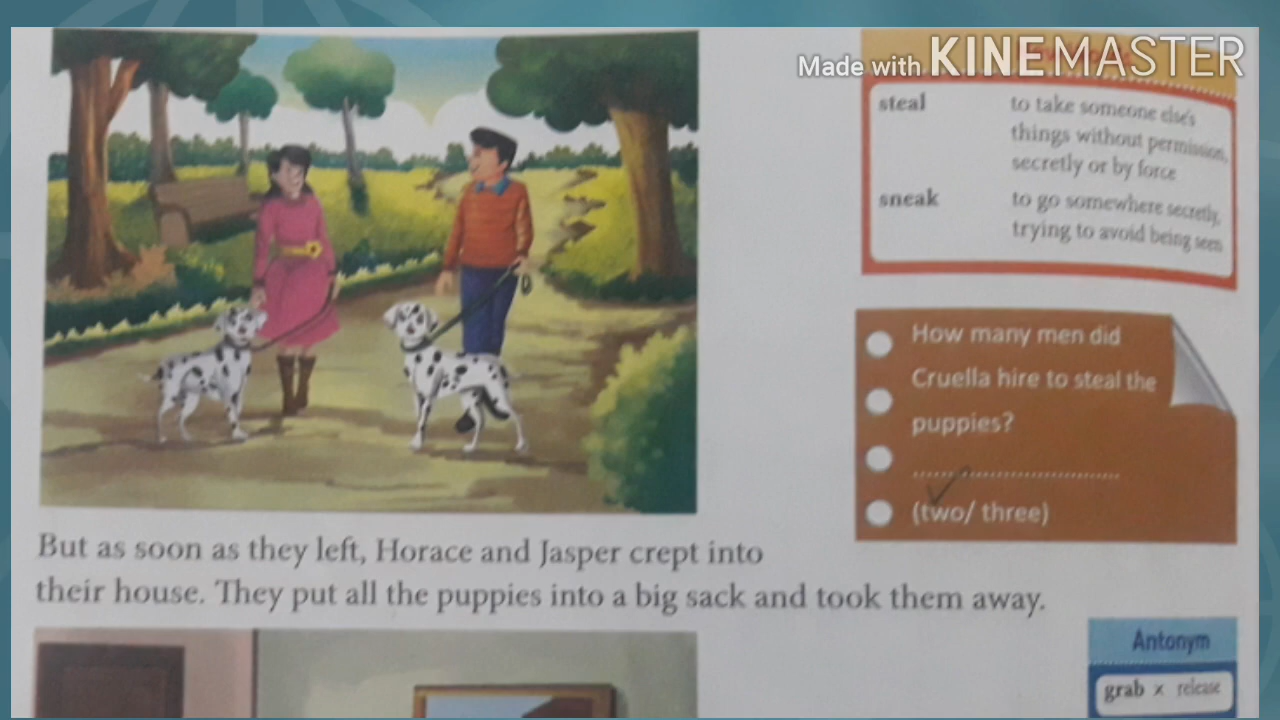 Made with KINEMASTER
steal to take someone else's
things without permission,
secretly or by force
sneak to go somewhere secretly,
trying to avoid being seen
How many men did
Cruella hire to steal the
puppies?
................................
(two/ three)
But as soon as they left, Horace and Jasper crept into
their house. They put all the puppies into a big sack and took them away.
Antonym
grab x release